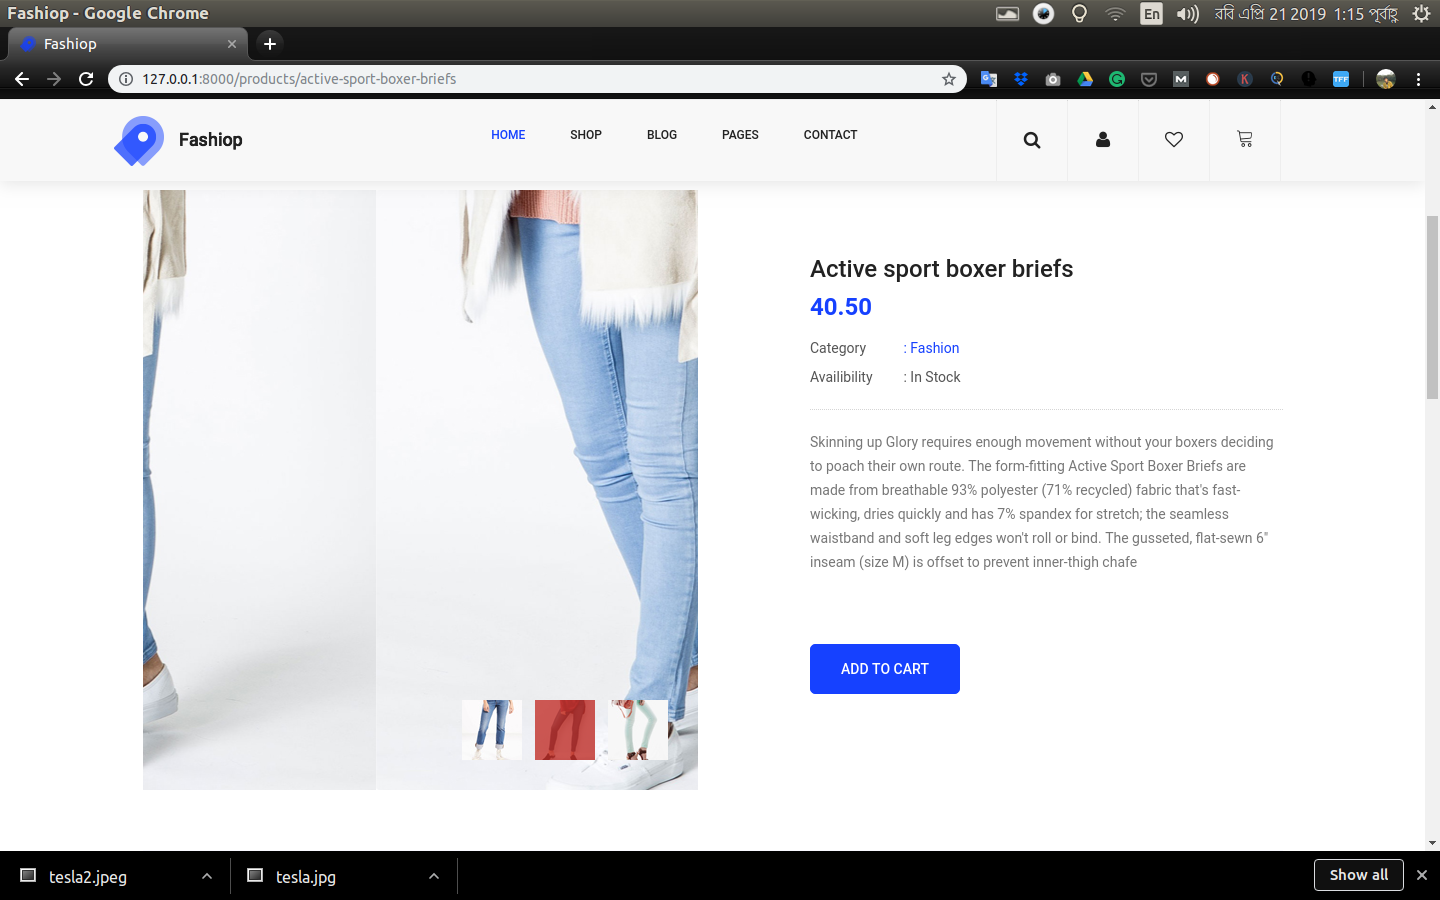 Fashiop - Google Chrome
En
রবি এপ্রি 21 2019 1:15 পূর্বাহ্ণ
Fashiop
127.0.0.1:8000/products/active-sport-boxer-briefs
M
K
TFF
Fashiop
HOME
SHOP
BLOG
PAGES
CONTACT
Active sport boxer briefs
40.50
Category : Fashion
Availibility : In Stock
Skinning up Glory requires enough movement without your boxers deciding
to poach their own route. The form-fitting Active Sport Boxer Briefs are
made from breathable 93% polyester (71% recycled) fabric that's fast-
wicking, dries quickly and has 7% spandex for stretch; the seamless
waistband and soft leg edges won't roll or bind. The gusseted, flat-sewn 6"
inseam (size M) is offset to prevent inner-thigh chafe
ADD TO CART
tesla2.jpeg
tesla.jpg
Show all